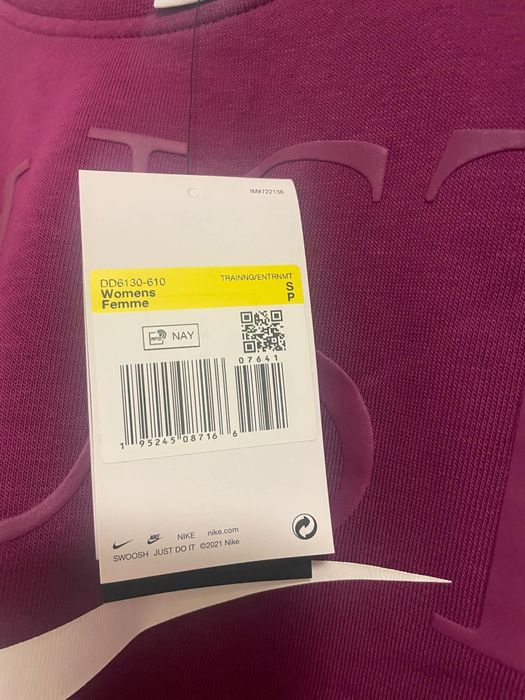 IM#722136
DD6130-610 TRAINNG/ENTRNMT
Womens S
Femme P
RFID NAY
07641
1 95245 08716 6
NIKE nike.com
SWOOSH JUST DO IT ©2021 Nike